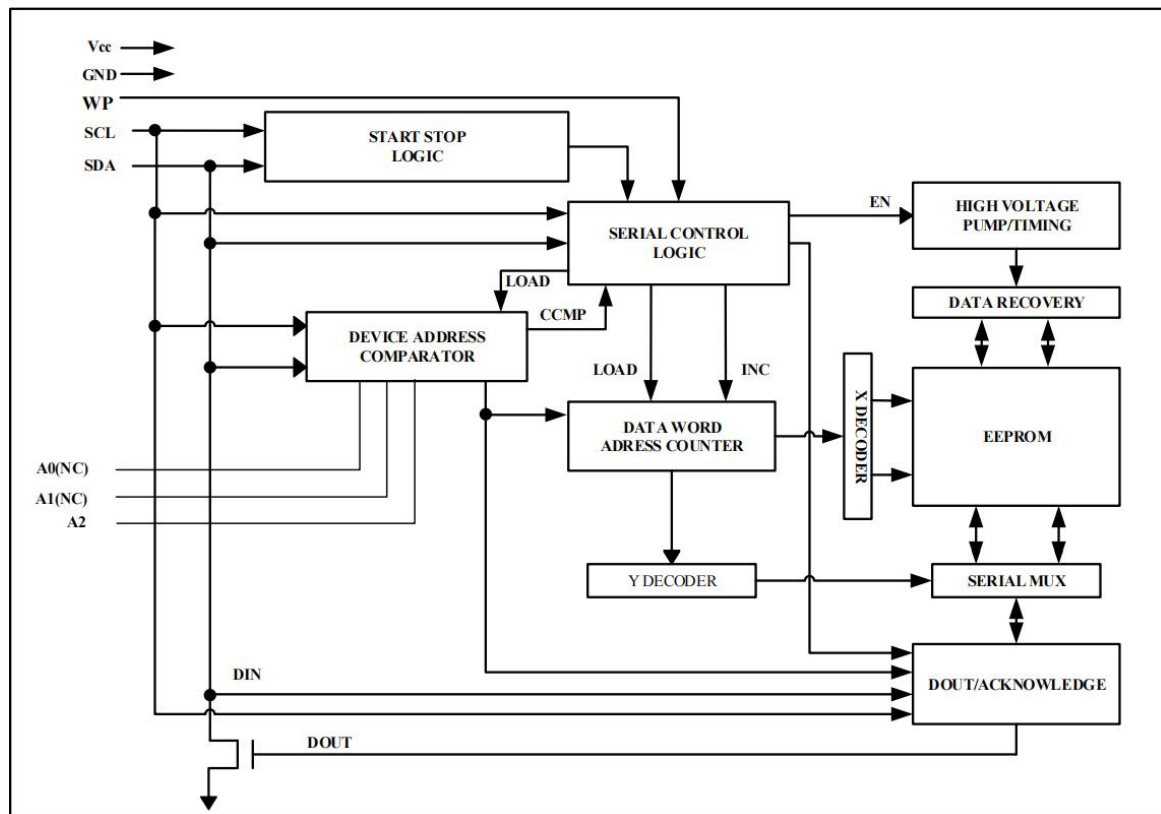 Vcc
GND
WP
SCL
SDA
START STOP
LOGIC
EN
HIGH VOLTAGE
PUMP/TIMING
SERIAL CONTROL
LOGIC
LOAD
CCMP
DATA RECOVERY
DEVICE ADDRESS
COMPARATOR
LOAD
INC
X DECODER
DATA WORD
ADRESS COUNTER
EEPROM
A0(NC)
A1(NC)
A2
Y DECODER
SERIAL MUX
DIN
DOUT/ACKNOWLEDGE
DOUT